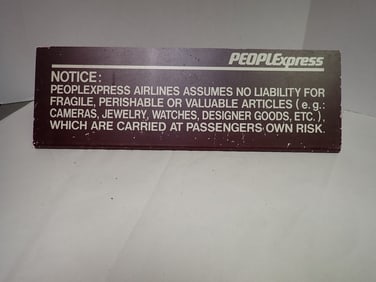 PEOPLExpress
NOTICE:
PEOPLEXPRESS AIRLINES ASSUMES NO LIABILITY FOR
FRAGILE, PERISHABLE OR VALUABLE ARTICLES (e.g.:
CAMERAS, JEWELRY, WATCHES, DESIGNER GOODS, ETC.),
WHICH ARE CARRIED AT PASSENGERS OWN RISK.